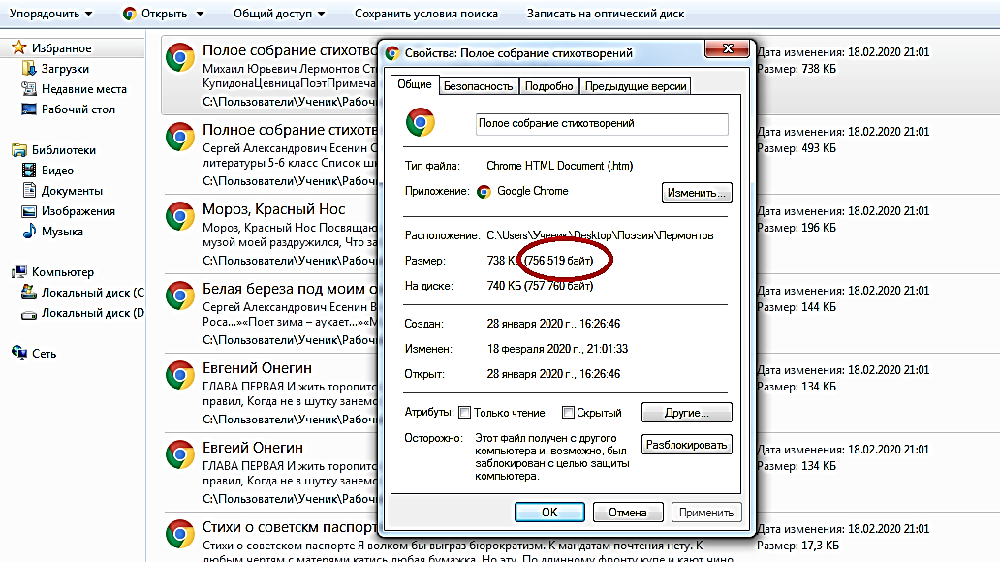 Упорядочить Открыть Общий доступ Сохранить условия поиска Записать на оптический диск
Избранное
Загрузки
Недавние места
Рабочий стол
Библиотеки
Видео
Документы
Изображения
Музыка
Компьютер
Локальный диск (C
Локальный диск (D
Сеть
Полое собрание стихотво
Михаил Юрьевич Лермонтов Ст
КупидонаЦевницаПоэтПримеча
C:\Пользователи\Ученик\Рабоч
Дата изменения: 18.02.2020 21:01
Размер: 738 КБ
Полное собрание стихотв
Сергей Александрович Есенин С
литературы 5-6 класс Список ш
C:\Пользователи\Ученик\Рабоч
Дата изменения: 18.02.2020 21:01
Размер: 493 КБ
Мороз, Красный Нос
Мороз, Красный Нос Посвящаю
музой моей раздружился, Что за
C:\Пользователи\Ученик\Рабоч
Дата изменения: 18.02.2020 21:01
Размер: 196 КБ
Белая береза под моим о
Сергей Александрович Есенин В
Роса...»«Поет зима – аукает...»«М
C:\Пользователи\Ученик\Рабоч
Дата изменения: 18.02.2020 21:01
Размер: 144 КБ
Евгений Онегин
ГЛАВА ПЕРВАЯ И жить торопитс
правил, Когда не в шутку занемо
C:\Пользователи\Ученик\Рабоч
Дата изменения: 18.02.2020 21:01
Размер: 134 КБ
Евгеий Онегин
ГЛАВА ПЕРВАЯ И жить торопитс
правил, Когда не в шутку занемо
C:\Пользователи\Ученик\Рабоч
Дата изменения: 18.02.2020 21:01
Размер: 134 КБ
Стихи о советскм паспорт
Стихи о советском паспорте Я волком бы выграз бюрократизм. К мандатам почтения нету. К
любым чертям с матерями катись любая бумажка. Но эту. По длинному фронту купе и кают чино
Дата изменения: 18.02.2020 21:01
Размер: 17,3 КБ
Свойства: Полое собрание стихотворений
Общие Безопасность Подробно Предыдущие версии
Полое собрание стихотворений
Тип файла: Chrome HTML Document (.htm)
Приложение: Google Chrome Изменить...
Расположение: C:\Users\Ученик\Desktop\Поэзия\Лермонтов
Размер: 738 КБ (756 519 байт)
На диске: 740 КБ (757 760 байт)
Создан: 28 января 2020 г., 16:26:46
Изменен: 18 февраля 2020 г., 21:01:33
Открыт: 28 января 2020 г., 16:26:46
Атрибуты: Только чтение Скрытый Другие...
Осторожно: Этот файл получен с другого
компьютера и, возможно, был
заблокирован с целью защиты
компьютера.
Разблокировать
OK Отмена Применить